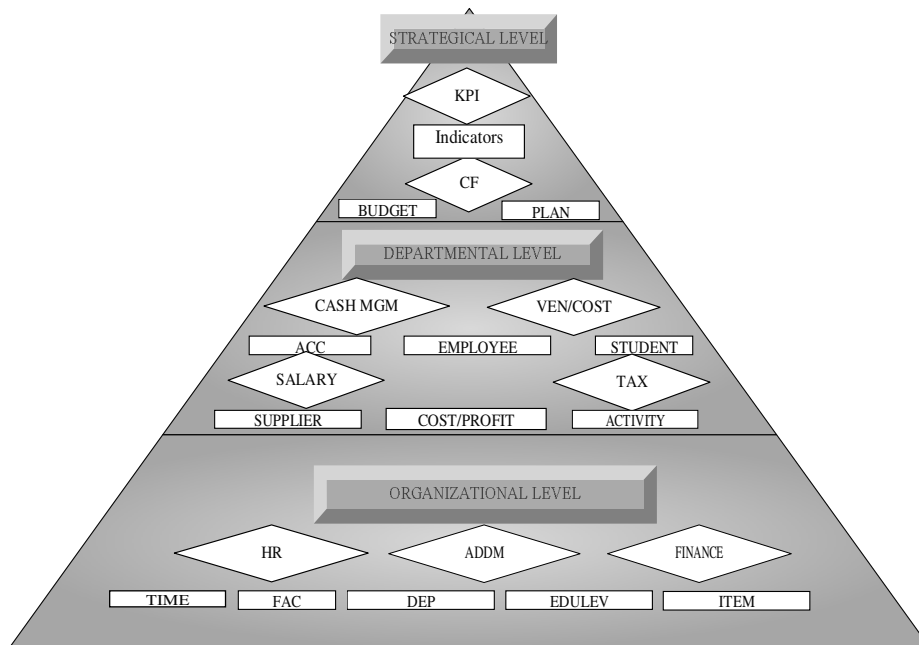 STRATEGICAL LEVEL
KPI
Indicators
CF
BUDGET PLAN
DEPARTMENTAL LEVEL
CASH MGM VEN/COST
ACC EMPLOYEE STUDENT
SALARY TAX
SUPPLIER COST/PROFIT ACTIVITY
ORGANIZATIONAL LEVEL
HR ADDM FINANCE
TIME FAC DEP EDULEV ITEM